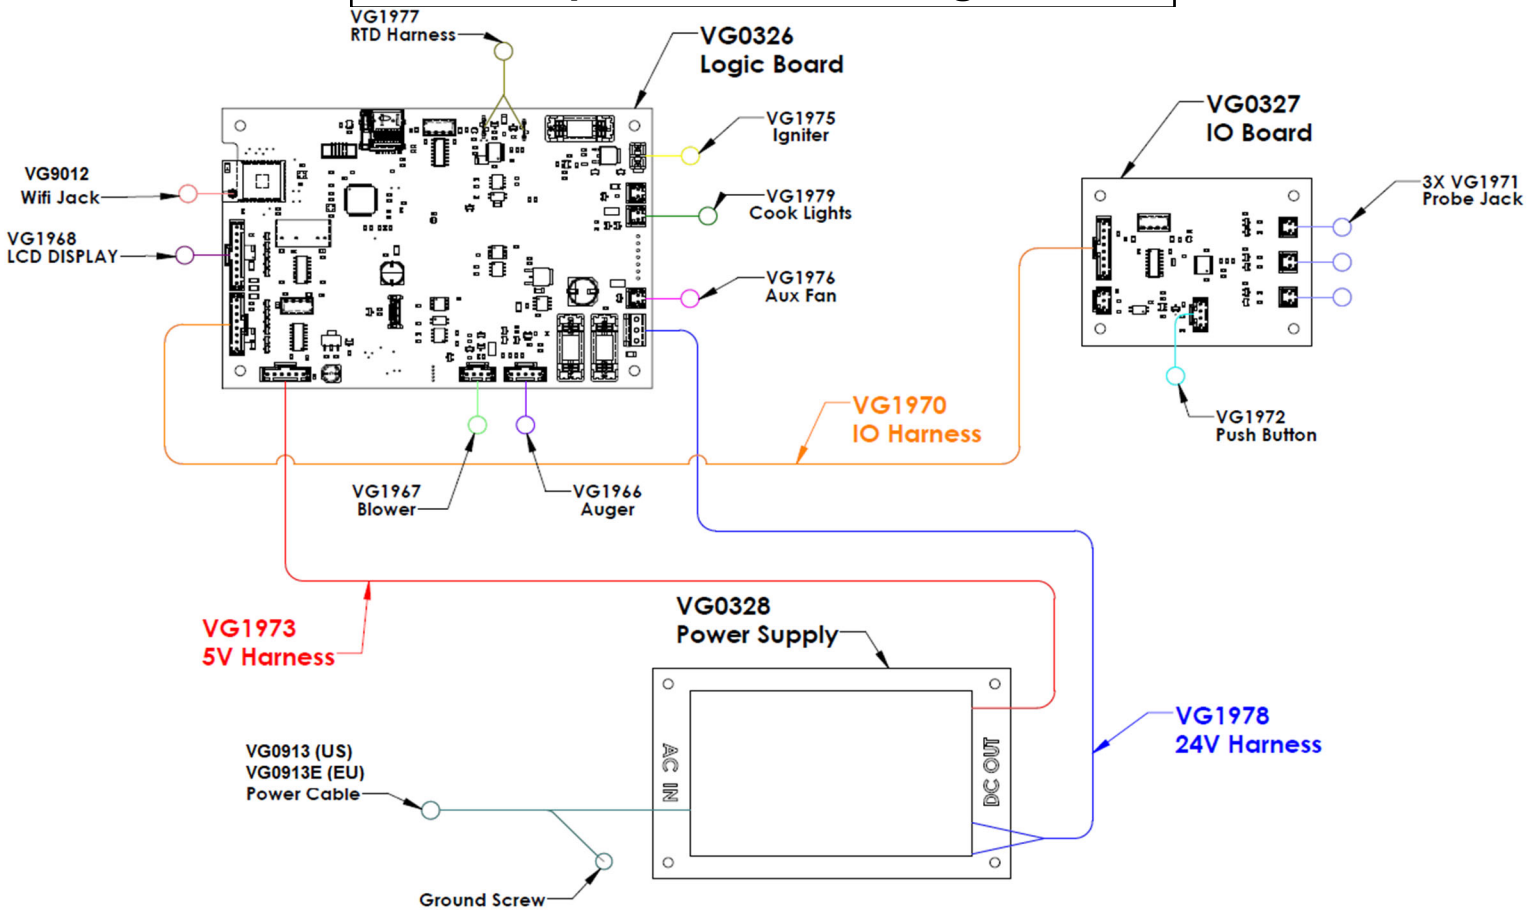 VG1977
RTD Harness
VG0326
Logic Board
VG1975
Igniter
VG0327
IO Board
VG9012
Wifi Jack
VG1979
Cook Lights
3X VG1971
Probe Jack
VG1968
LCD DISPLAY
VG1976
Aux Fan
VG1970
IO Harness
VG1972
Push Button
VG1967
Blower
VG1966
Auger
VG1973
5V Harness
VG0328
Power Supply
AC IN
DC OUT
VG1978
24V Harness
VG0913 (US)
VG0913E (EU)
Power Cable
Ground Screw